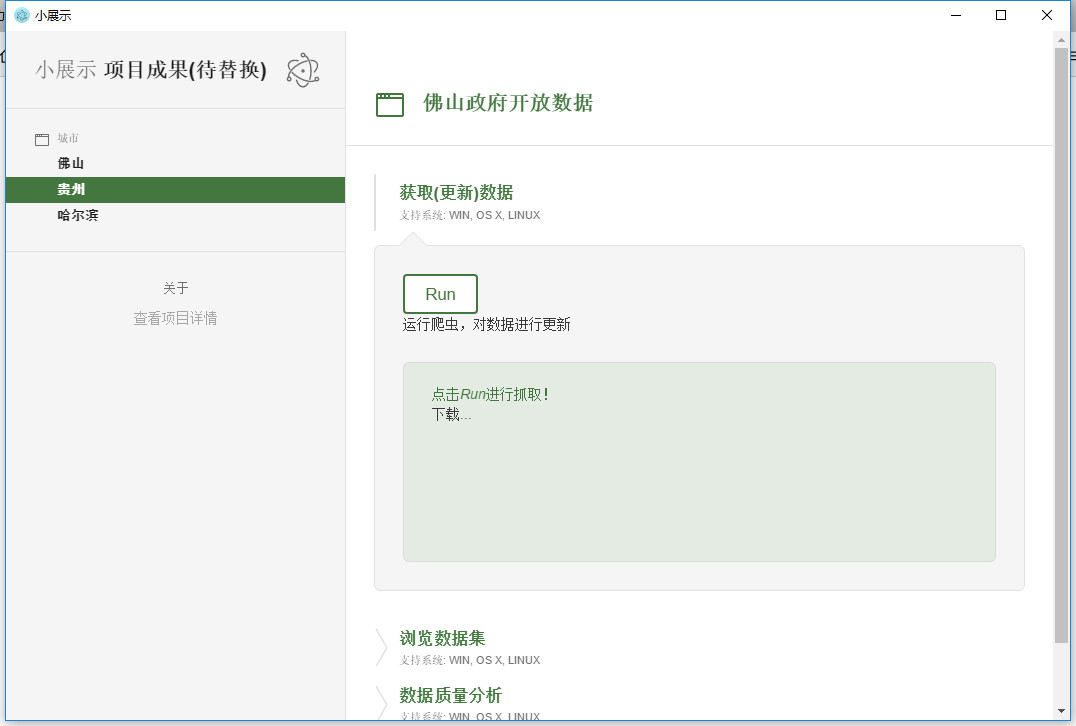 小展示
小展示 项目成果(待替换)
城市
佛山
贵州
哈尔滨
关于
查看项目详情
佛山政府开放数据
获取(更新)数据
支持系统: WIN, OS X, LINUX
Run
运行爬虫，对数据进行更新
点击Run进行抓取！
下载...
浏览数据集
支持系统: WIN, OS X, LINUX
数据质量分析
支持系统: WIN, OS X, LINUX